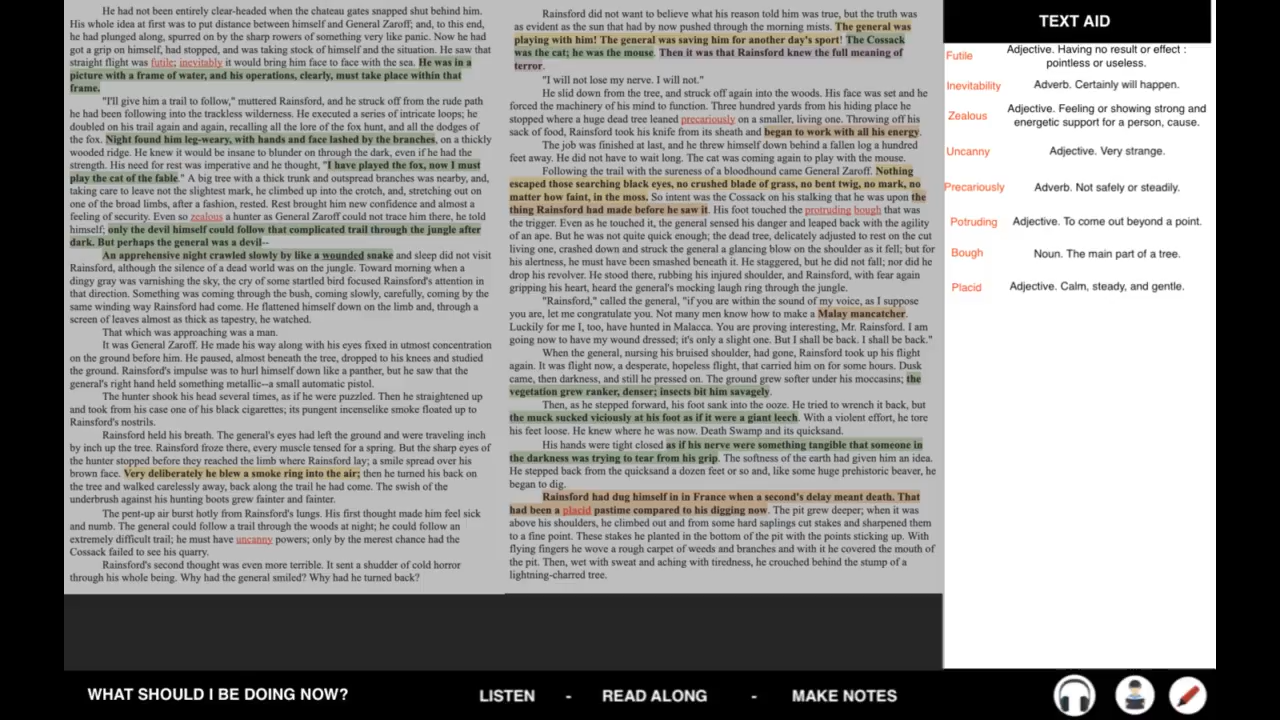 He had not been entirely clear-headed when the chateau gates snapped shut behind him.
His whole idea at first was to put distance between himself and General Zaroff; and, to this end,
he had plunged along, spurred on by the sharp rowers of something very like panic. Now he had
got a grip on himself, had stopped, and was taking stock of himself and the situation. He saw that
straight flight was futile; inevitably it would bring him face to face with the sea. He was in a
picture with a frame of water, and his operations, clearly, must take place within that
frame.
"I'll give him a trail to follow," muttered Rainsford, and he struck off from the rude path
he had been following into the trackless wilderness. He executed a series of intricate loops; he
doubled on his trail again and again, recalling all the lore of the fox hunt, and all the dodges of
the fox. Night found him leg-weary, with hands and face lashed by the branches, on a thickly
wooded ridge. He knew it would be insane to blunder on through the dark, even if he had the
strength. His need for rest was imperative and he thought, "I have played the fox, now I must
play the cat of the fable." A big tree with a thick trunk and outspread branches was nearby, and,
taking care to leave not the slightest mark, he climbed up into the crotch, and, stretching out on
one of the broad limbs, after a fashion, rested. Rest brought him new confidence and almost a
feeling of security. Even so zealous a hunter as General Zaroff could not trace him there, he told
himself; only the devil himself could follow that complicated trail through the jungle after
dark. But perhaps the general was a devil--
An apprehensive night crawled slowly by like a wounded snake and sleep did not visit
Rainsford, although the silence of a dead world was on the jungle. Toward morning when a
dingy gray was varnishing the sky, the cry of some startled bird focused Rainsford's attention in
that direction. Something was coming through the bush, coming slowly, carefully, coming by the
same winding way Rainsford had come. He flattened himself down on the limb and, through a
screen of leaves almost as thick as tapestry, he watched.
That which was approaching was a man.
It was General Zaroff. He made his way along with his eyes fixed in utmost concentration
on the ground before him. He paused, almost beneath the tree, dropped to his knees and studied
the ground. Rainsford's impulse was to hurl himself down like a panther, but he saw that the
general's right hand held something metallic--a small automatic pistol.
The hunter shook his head several times, as if he were puzzled. Then he straightened up
and took from his case one of his black cigarettes; its pungent incenselike smoke floated up to
Rainsford's nostrils.
Rainsford held his breath. The general's eyes had left the ground and were traveling inch
by inch up the tree. Rainsford froze there, every muscle tensed for a spring. But the sharp eyes of
the hunter stopped before they reached the limb where Rainsford lay; a smile spread over his
brown face. Very deliberately he blew a smoke ring into the air; then he turned his back on
the tree and walked carelessly away, back along the trail he had come. The swish of the
underbrush against his hunting boots grew fainter and fainter.
The pent-up air burst hotly from Rainsford's lungs. His first thought made him feel sick
and numb. The general could follow a trail through the woods at night; he could follow an
extremely difficult trail; he must have uncanny powers; only by the merest chance had the
Cossack failed to see his quarry.
Rainsford's second thought was even more terrible. It sent a shudder of cold horror
through his whole being. Why had the general smiled? Why had he turned back?
Rainsford did not want to believe what his reason told him was true, but the truth was
as evident as the sun that had by now pushed through the morning mists. The general was
playing with him! The general was saving him for another day's sport! The Cossack
was the cat; he was the mouse. Then it was that Rainsford knew the full meaning of
terror.
"I will not lose my nerve. I will not."
He slid down from the tree, and struck off again into the woods. His face was set and he
forced the machinery of his mind to function. Three hundred yards from his hiding place he
stopped where a huge dead tree leaned precariously on a smaller, living one. Throwing off his
sack of food, Rainsford took his knife from its sheath and began to work with all his energy.
The job was finished at last, and he threw himself down behind a fallen log a hundred
feet away. He did not have to wait long. The cat was coming again to play with the mouse.
Following the trail with the sureness of a bloodhound came General Zaroff. Nothing
escaped those searching black eyes, no crushed blade of grass, no bent twig, no mark, no
matter how faint, in the moss. So intent was the Cossack on his stalking that he was upon the
thing Rainsford had made before he saw it. His foot touched the protruding bough that was
the trigger. Even as he touched it, the general sensed his danger and leaped back with the agility
of an ape. But he was not quite quick enough; the dead tree, delicately adjusted to rest on the cut
living one, crashed down and struck the general a glancing blow on the shoulder as it fell; but for
his alertness, he must have been smashed beneath it. He staggered, but he did not fall; nor did he
drop his revolver. He stood there, rubbing his injured shoulder, and Rainsford, with fear again
gripping his heart, heard the general's mocking laugh ring through the jungle.
"Rainsford," called the general, "if you are within the sound of my voice, as I suppose
you are, let me congratulate you. Not many men know how to make a Malay mancatcher.
Luckily for me I, too, have hunted in Malacca. You are proving interesting, Mr. Rainsford. I am
going now to have my wound dressed; it's only a slight one. But I shall be back. I shall be back."
When the general, nursing his bruised shoulder, had gone, Rainsford took up his flight
again. It was flight now, a desperate, hopeless flight, that carried him on for some hours. Dusk
came, then darkness, and still he pressed on. The ground grew softer under his moccasins; the
vegetation grew ranker, denser; insects bit him savagely.
Then, as he stepped forward, his foot sank into the ooze. He tried to wrench it back, but
the muck sucked viciously at his foot as if it were a giant leech. With a violent effort, he tore
his feet loose. He knew where he was now. Death Swamp and its quicksand.
His hands were tight closed as if his nerve were something tangible that someone in
the darkness was trying to tear from his grip. The softness of the earth had given him an idea.
He stepped back from the quicksand a dozen feet or so and, like some huge prehistoric beaver, he
began to dig.
Rainsford had dug himself in in France when a second's delay meant death. That
had been a placid pastime compared to his digging now. The pit grew deeper; when it was
above his shoulders, he climbed out and from some hard saplings cut stakes and sharpened them
to a fine point. These stakes he planted in the bottom of the pit with the points sticking up. With
flying fingers he wove a rough carpet of weeds and branches and with it he covered the mouth of
the pit. Then, wet with sweat and aching with tiredness, he crouched behind the stump of a
lightning-charred tree.
TEXT AID
Futile Adjective. Having no result or effect :
pointless or useless.
Inevitability Adverb. Certainly will happen.
Zealous Adjective. Feeling or showing strong and
energetic support for a person, cause.
Uncanny Adjective. Very strange.
Precariously Adverb. Not safely or steadily.
Potruding Adjective. To come out beyond a point.
Bough Noun. The main part of a tree.
Placid Adjective. Calm, steady, and gentle.
WHAT SHOULD I BE DOING NOW? LISTEN - READ ALONG - MAKE NOTES